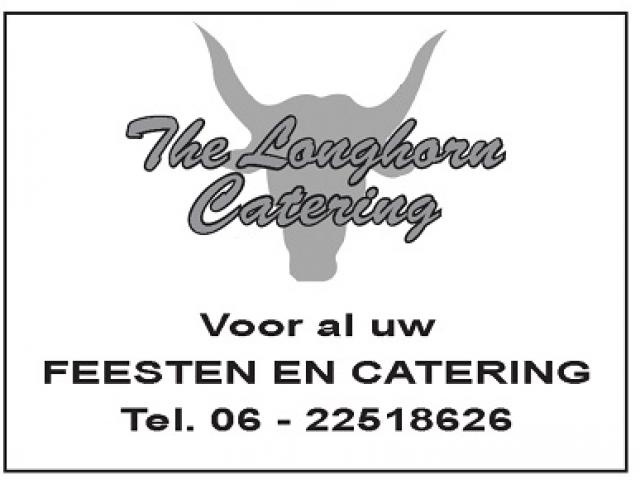 The Longhorn
Catering
Voor al uw
FEESTEN EN CATERING
Tel. 06 - 22518626